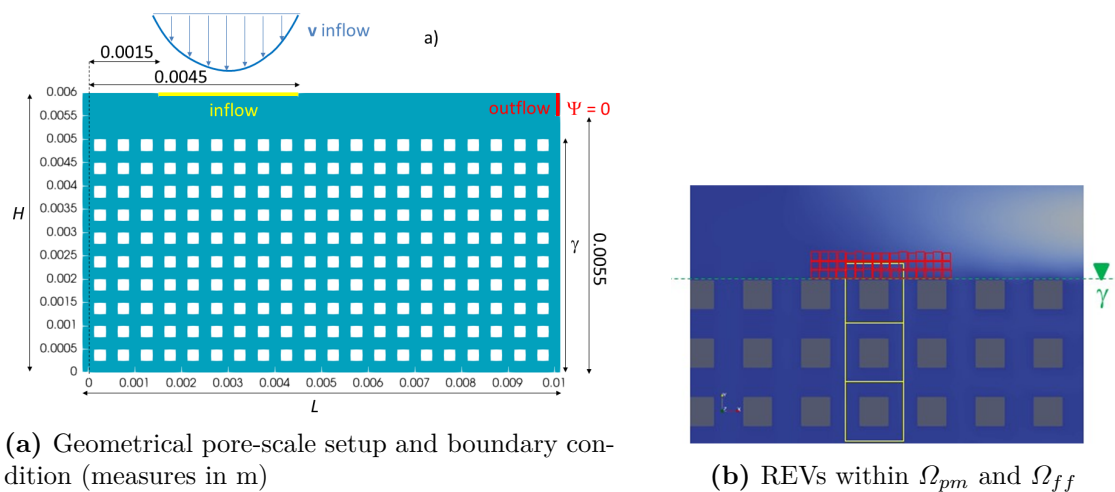 v inflow
a)
0.0015
0.0045
0.006
inflow
outflow
Ψ = 0
0.0055
0.005
0.0045
0.004
0.0035
H
0.003
γ
0.0055
0.0025
0.002
0.0015
0.001
0.0005
0
0 0.001 0.002 0.003 0.004 0.005 0.006 0.007 0.008 0.009 0.01
L
γ
(a) Geometrical pore-scale setup and boundary con-
dition (measures in m)
(b) REVs within Ω_pm and Ω_ff